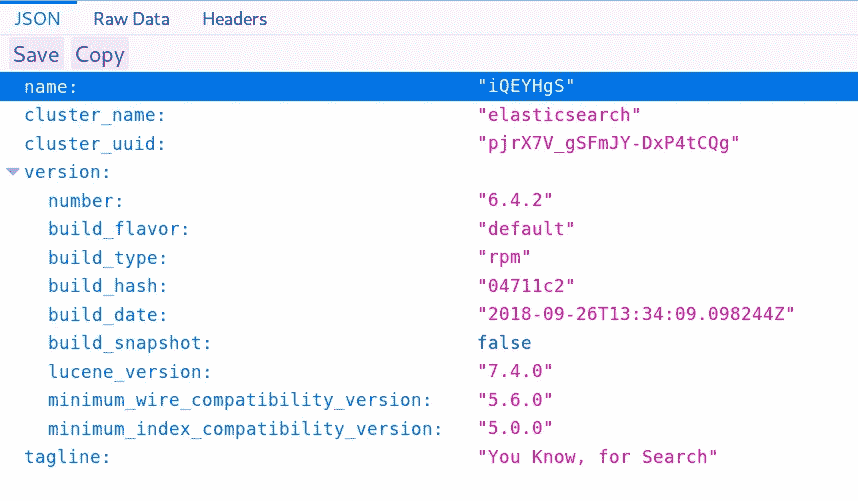 JSON Raw Data Headers
Save Copy
name: "iQEYHgS"
cluster_name: "elasticsearch"
cluster_uuid: "pjrX7V_gSFmJY-DxP4tCQg"
version:
number: "6.4.2"
build_flavor: "default"
build_type: "rpm"
build_hash: "04711c2"
build_date: "2018-09-26T13:34:09.098244Z"
build_snapshot: false
lucene_version: "7.4.0"
minimum_wire_compatibility_version: "5.6.0"
minimum_index_compatibility_version: "5.0.0"
tagline: "You Know, for Search"